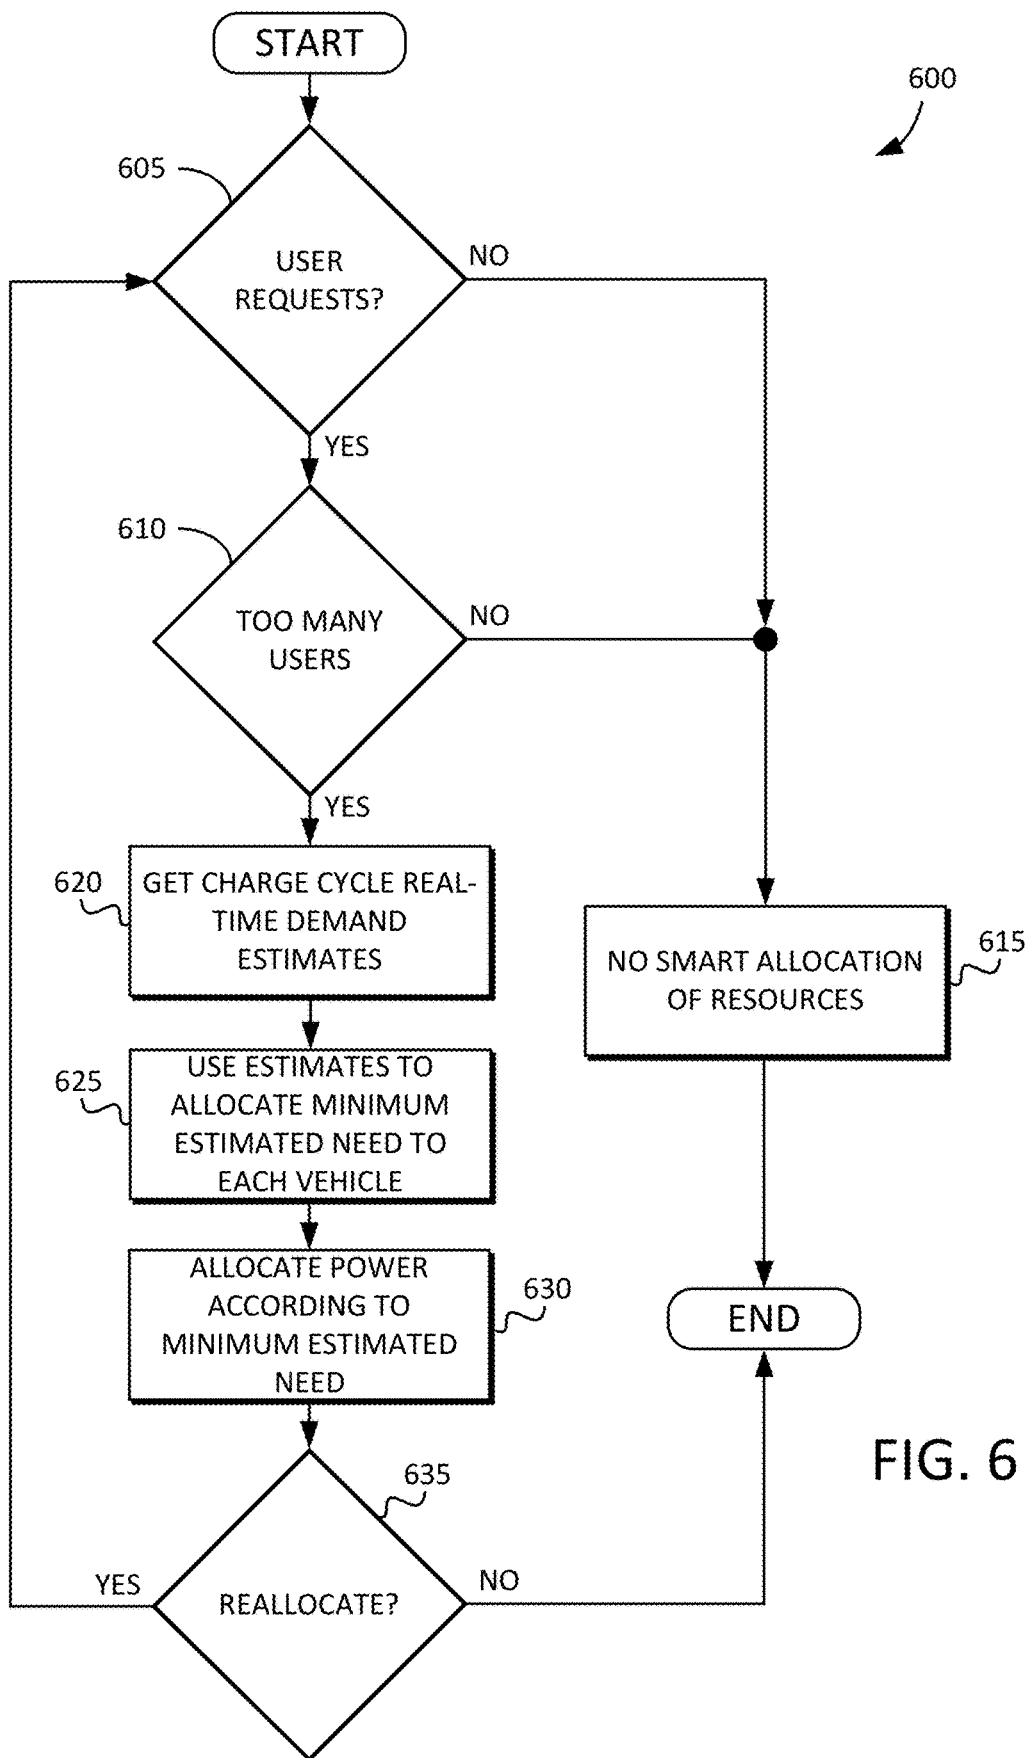 START
600
605
USER
REQUESTS?
NO
YES
610
TOO MANY
USERS
NO
YES
620
GET CHARGE CYCLE REAL-
TIME DEMAND
ESTIMATES
615
NO SMART ALLOCATION
OF RESOURCES
625
USE ESTIMATES TO
ALLOCATE MINIMUM
ESTIMATED NEED TO
EACH VEHICLE
630
ALLOCATE POWER
ACCORDING TO
MINIMUM ESTIMATED
NEED
END
635
REALLOCATE?
YES
NO
FIG. 6